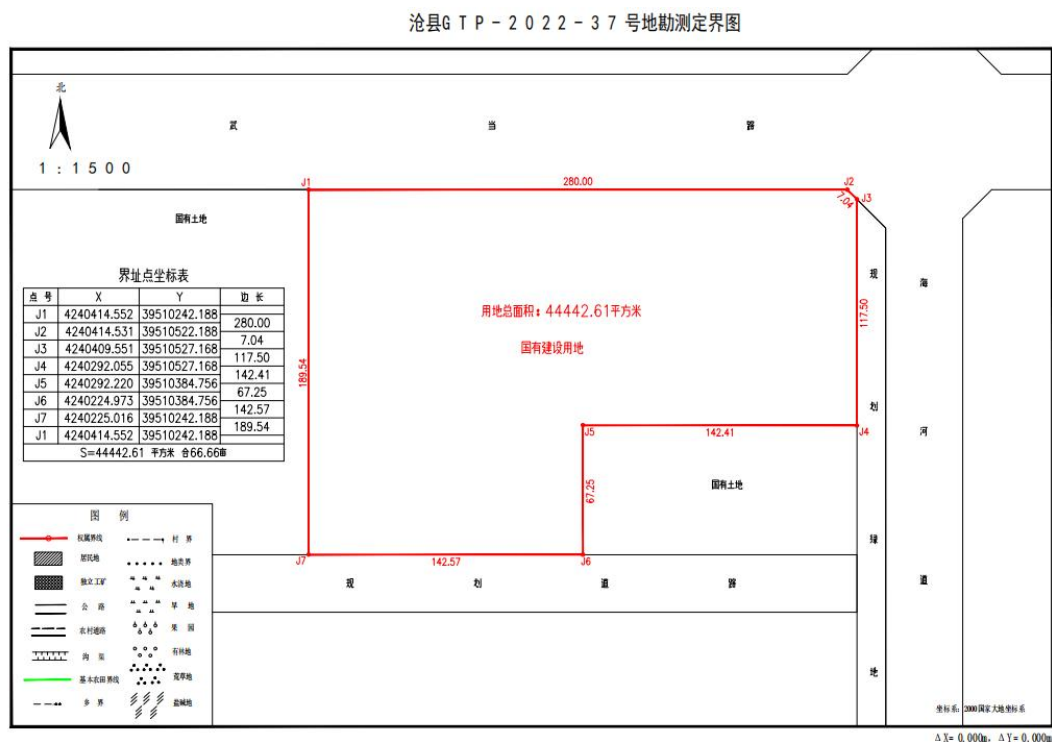 沧县GTP-2022-37号地勘测定界图
北
1:1500
武当路
J1
280.00
J2
7.04
J3
国有土地
界址点坐标表
点号 X Y 边长
J1 4240414.552 39510242.188
280.00
J2 4240414.531 39510522.188
7.04
J3 4240409.551 39510527.168
117.50
J4 4240292.055 39510527.168
142.41
J5 4240292.220 39510384.756
67.25
J6 4240224.973 39510384.756
142.57
J7 4240225.016 39510242.188
189.54
J1 4240414.552 39510242.188
S=44442.61 平方米 合66.66亩
189.54
用地总面积：44442.61平方米
国有建设用地
117.50
规划绿地
海河道
J5
142.41
J4
67.25
国有土地
J7
142.57
J6
规划道路
图例
权属界线 村界
居民地 地类界
独立工矿 水浇地
公路 旱地
农村道路 果园
沟渠 有林地
基本农田界线 荒草地
乡界 盐碱地
坐标系：2000国家大地坐标系
ΔX=0.000m，ΔY=0.000m